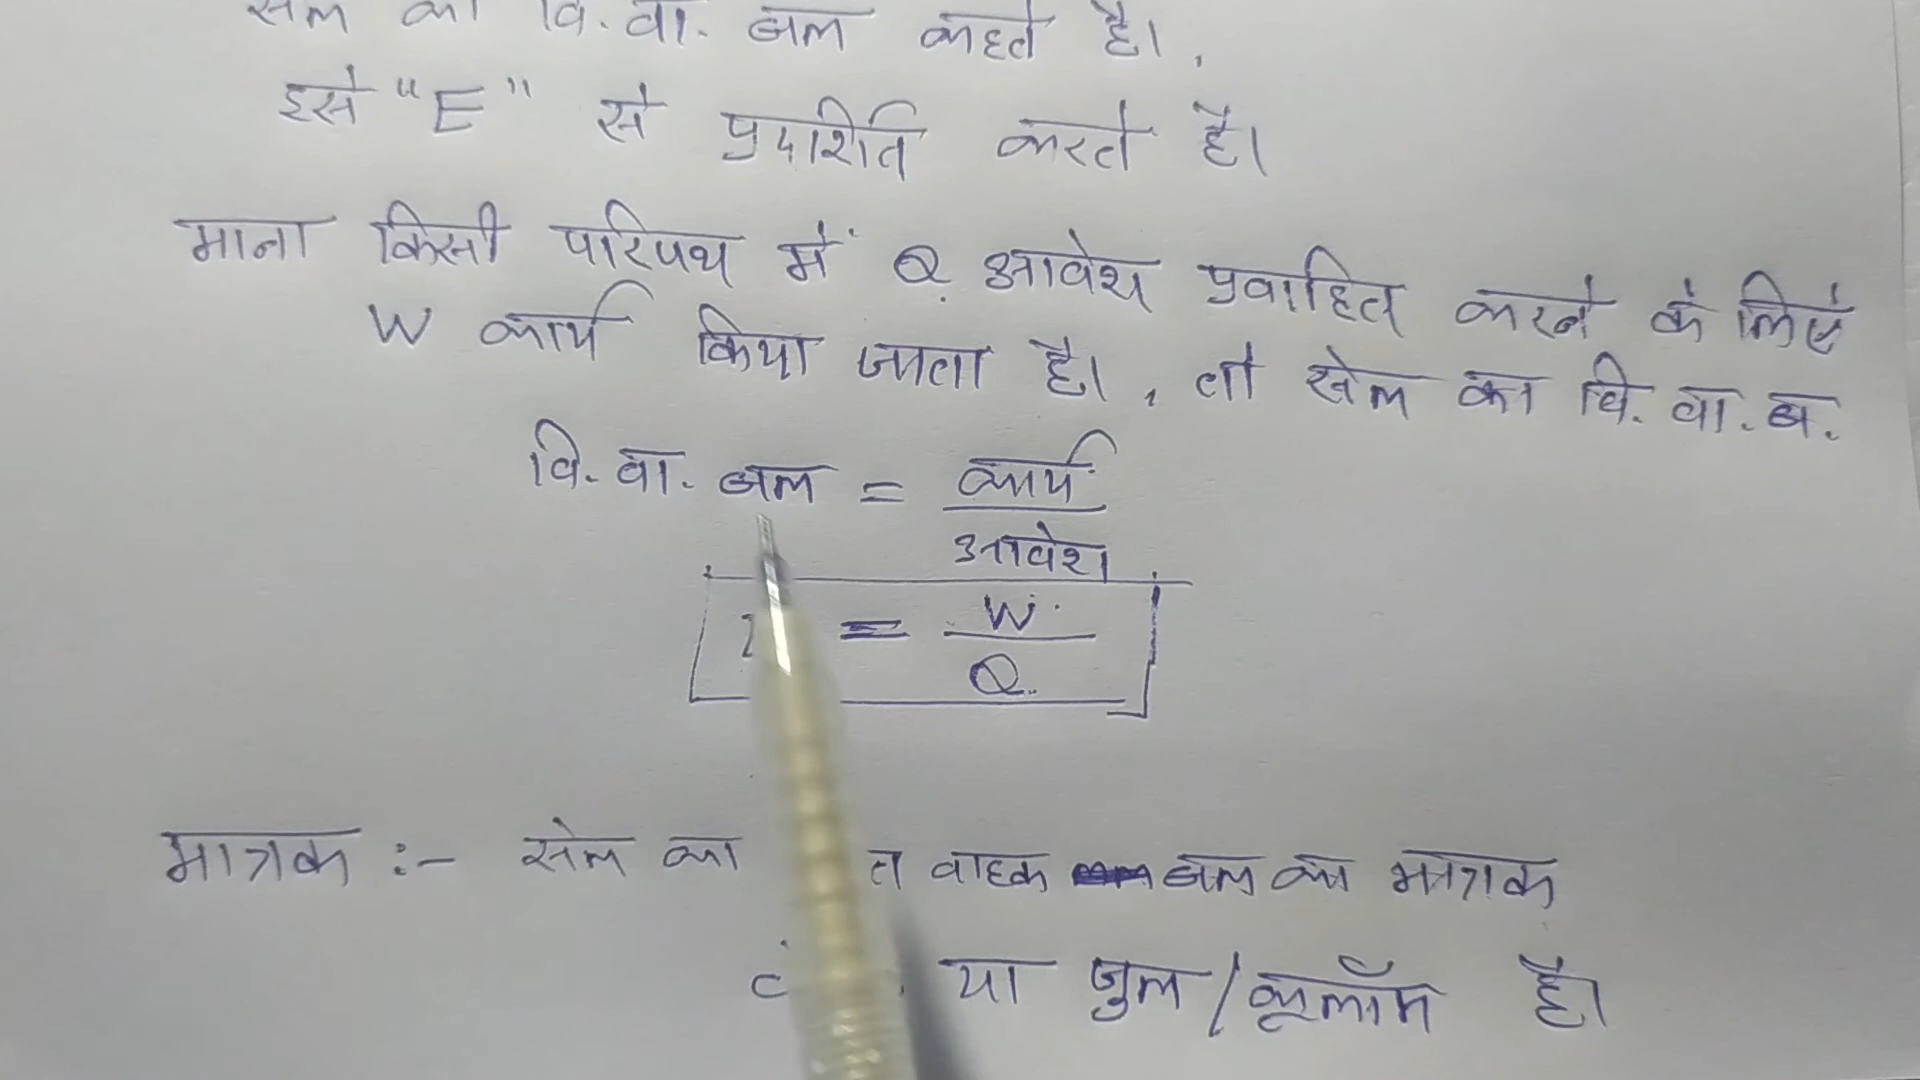 सेल का वि. वा. बल कहते है।
इसे "E" से प्रदर्शित करते है।
माना किसी परिपथ में Q आवेश प्रवाहित करने के लिए
W कार्य किया जाता है। , तो सेल का वि. वा. ब.
वि. वा. बल = कार्य / आवेश
= W / Q
मात्रक :- सेल का वाहक बल का मात्रक
या जुल / कूलॉम है।